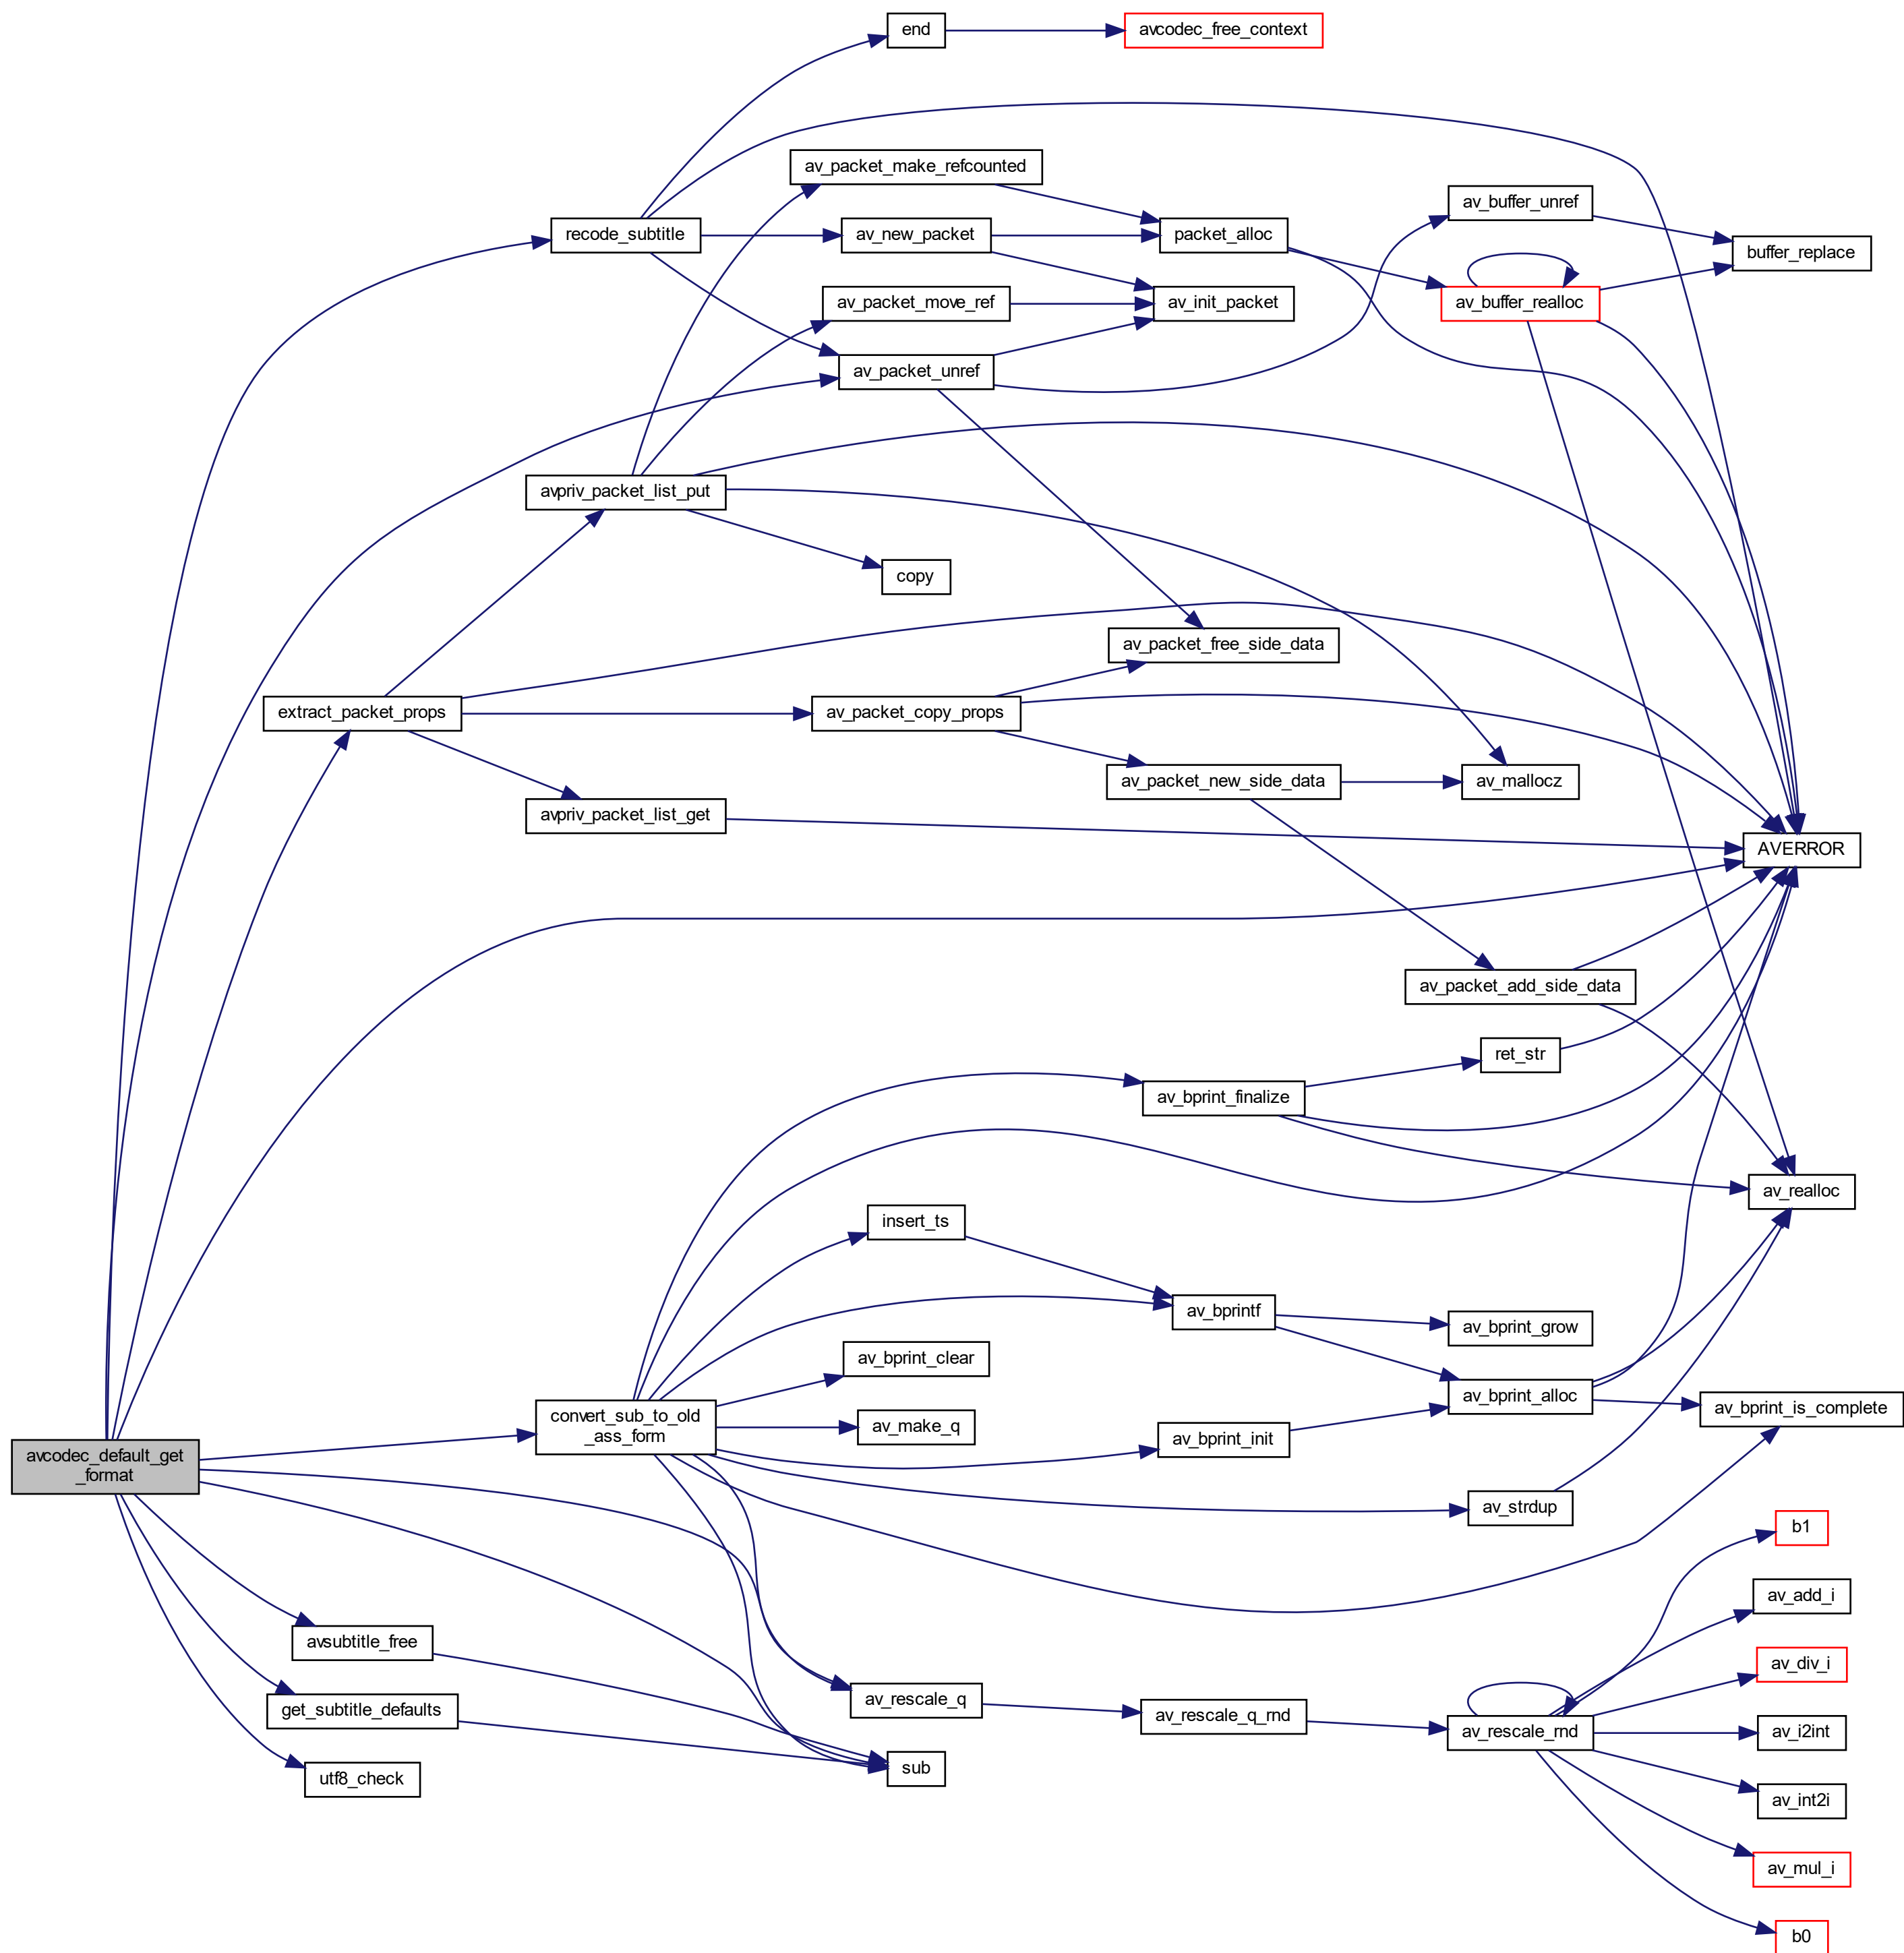 end
avcodec_free_context
av_packet_make_refcounted
av_buffer_unref
recode_subtitle
av_new_packet
packet_alloc
buffer_replace
av_packet_move_ref
av_init_packet
av_buffer_realloc
av_packet_unref
avpriv_packet_list_put
copy
av_packet_free_side_data
extract_packet_props
av_packet_copy_props
av_packet_new_side_data
av_mallocz
avpriv_packet_list_get
AVERROR
av_packet_add_side_data
ret_str
av_bprint_finalize
av_realloc
insert_ts
av_bprintf
av_bprint_grow
av_bprint_clear
av_bprint_alloc
av_bprint_is_complete
convert_sub_to_old
_ass_form
av_make_q
av_bprint_init
avcodec_default_get
_format
av_strdup
b1
av_add_i
avsubtitle_free
av_div_i
av_rescale_q
get_subtitle_defaults
av_rescale_q_rnd
av_rescale_rnd
av_i2int
sub
utf8_check
av_int2i
av_mul_i
b0